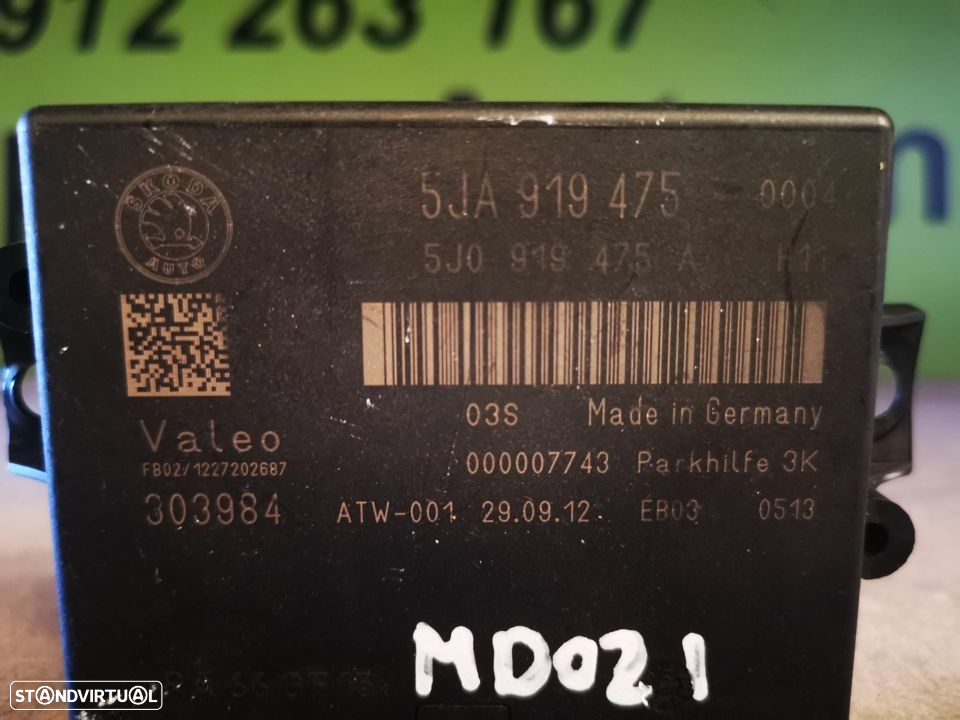 912 263 167
SKODA
AUTO
5JA 919 475 0004
5J0 919 475 A H11
03S Made in Germany
Valeo
FB02/1227202687
000007743 Parkhilfe 3K
303984
ATW-001 29.09.12 EB03 0513
MD021
STANDVIRTUAL